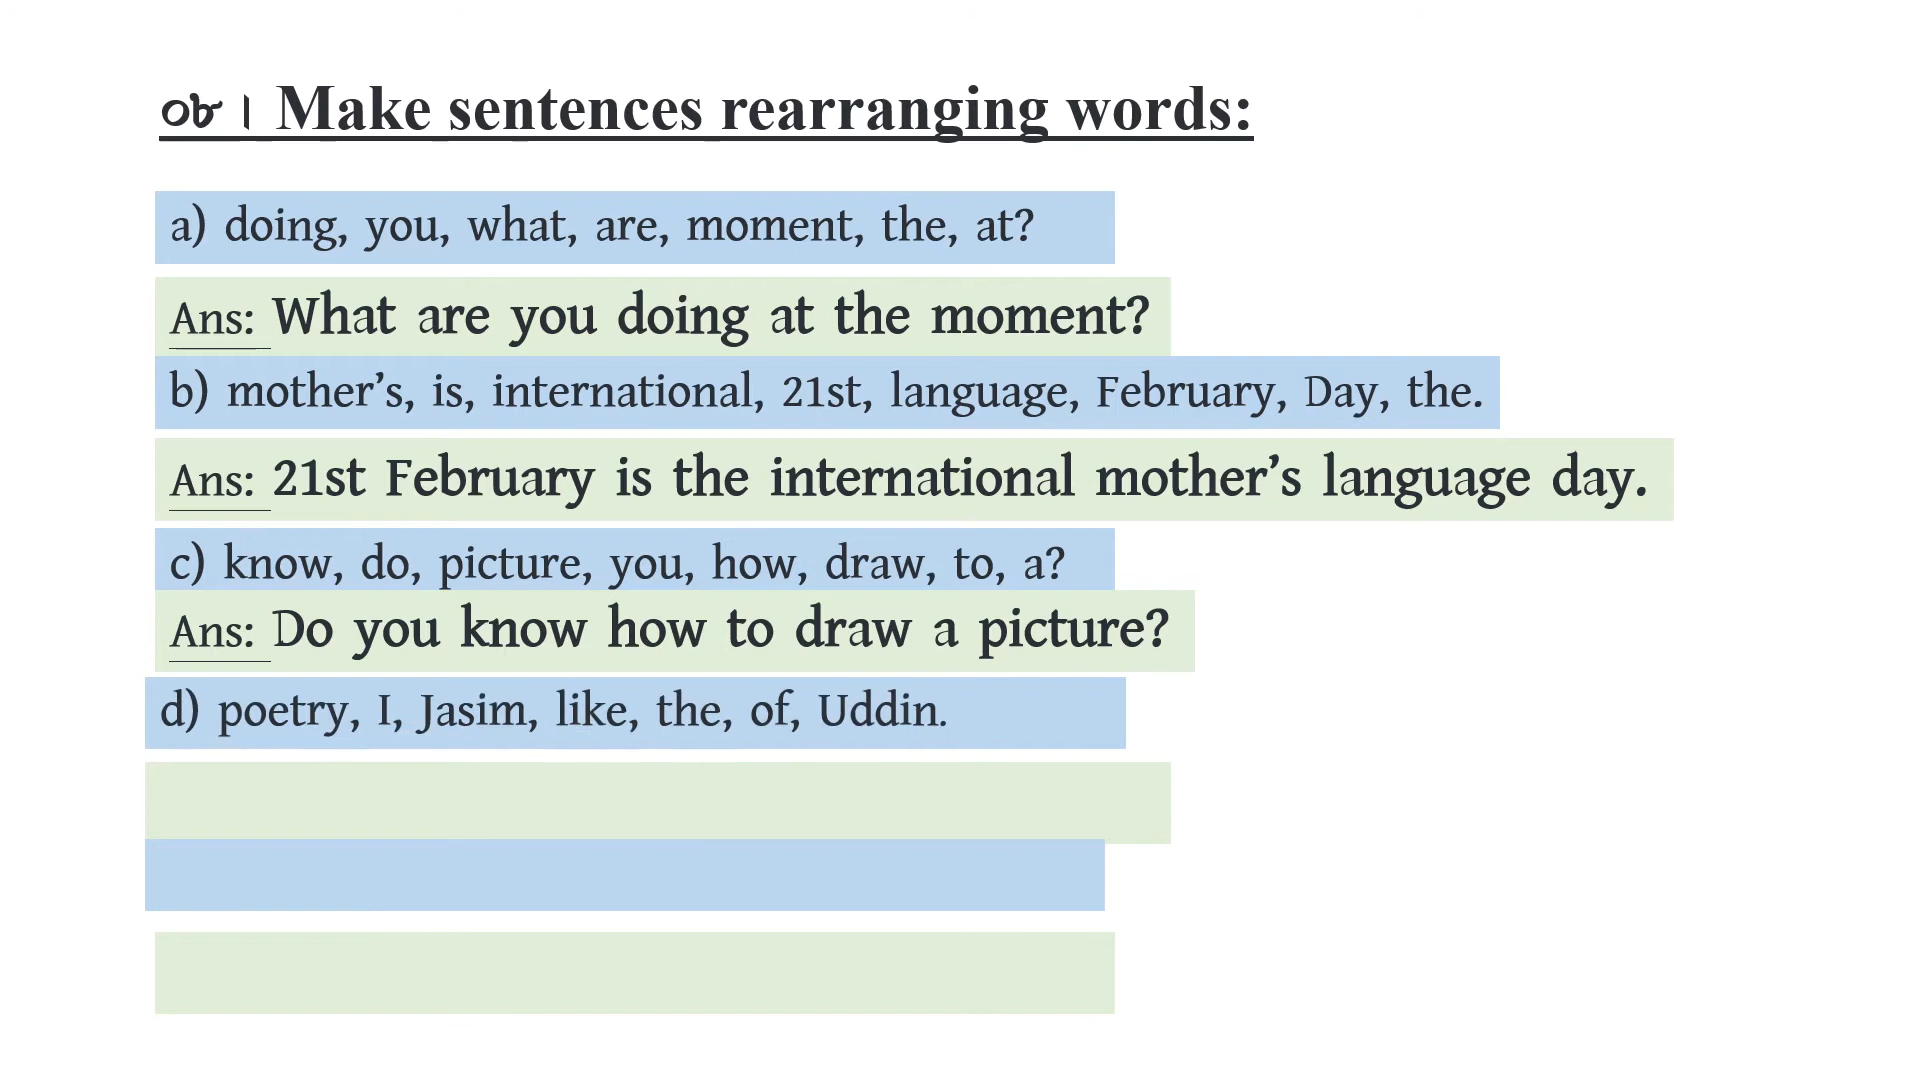 ০৮। Make sentences rearranging words:
a) doing, you, what, are, moment, the, at?
Ans: What are you doing at the moment?
b) mother’s, is, international, 21st, language, February, Day, the.
Ans: 21st February is the international mother’s language day.
c) know, do, picture, you, how, draw, to, a?
Ans: Do you know how to draw a picture?
d) poetry, I, Jasim, like, the, of, Uddin.